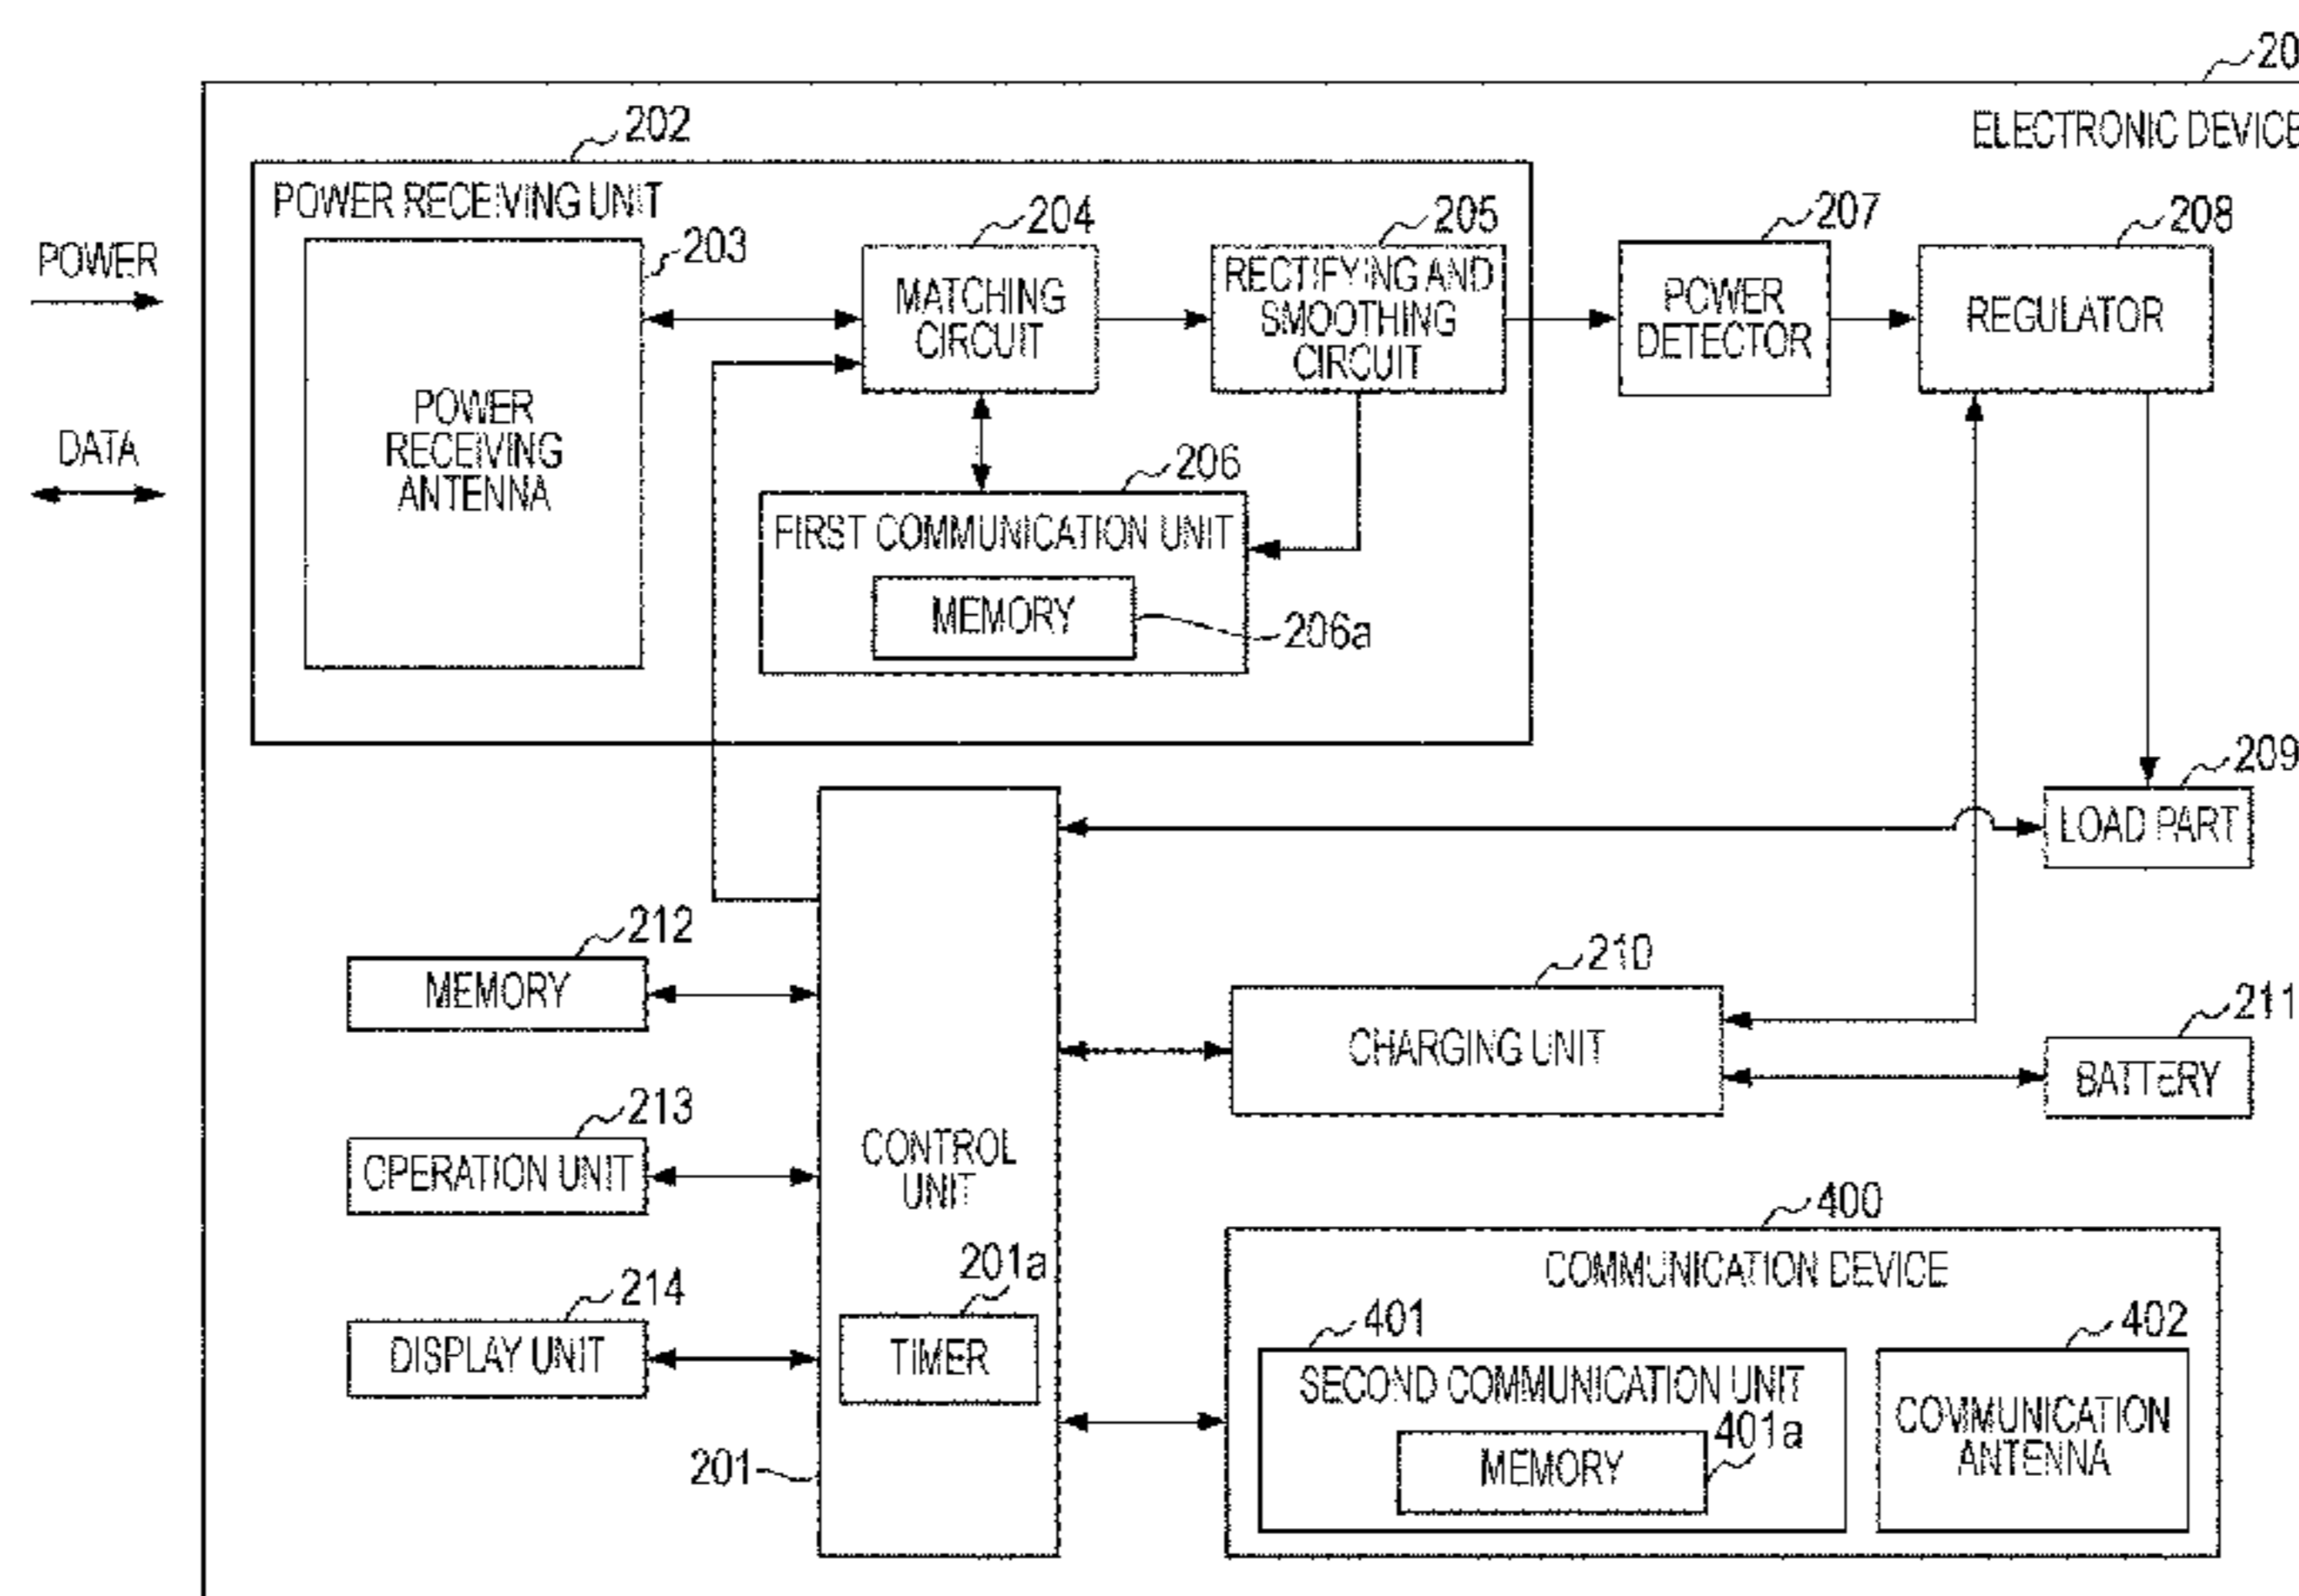 20
ELECTRONIC DEVICE
202
POWER RECEIVING UNIT
POWER
DATA
203
POWER
RECEIVING
ANTENNA
204
MATCHING
CIRCUIT
205
RECTIFYING AND
SMOOTHING
CIRCUIT
207
POWER
DETECTOR
208
REGULATOR
206
FIRST COMMUNICATION UNIT
MEMORY
206a
209
LOAD PART
212
MEMORY
213
OPERATION UNIT
214
DISPLAY UNIT
CONTROL
UNIT
201a
TIMER
201
210
CHARGING UNIT
211
BATTERY
400
COMMUNICATION DEVICE
401
SECOND COMMUNICATION UNIT
401a
MEMORY
402
COMMUNICATION
ANTENNA